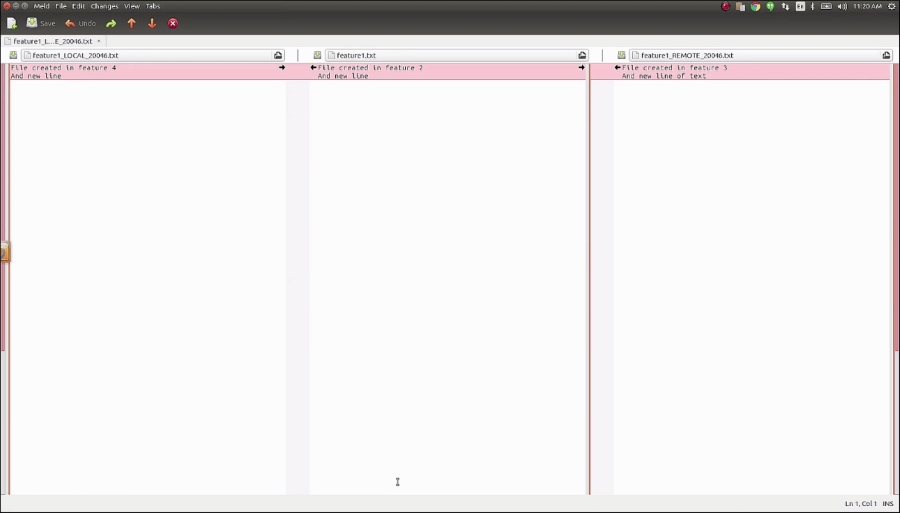 Meld File Edit Changes View Tabs
11:20 AM
Save Undo
feature1_L...E_20046.txt ×
feature1_LOCAL_20046.txt
feature1.txt
feature1_REMOTE_20046.txt
File created in feature 4
And new line
File created in feature 2
And new line
File created in feature 3
And new line of text
Ln 1, Col 1 INS